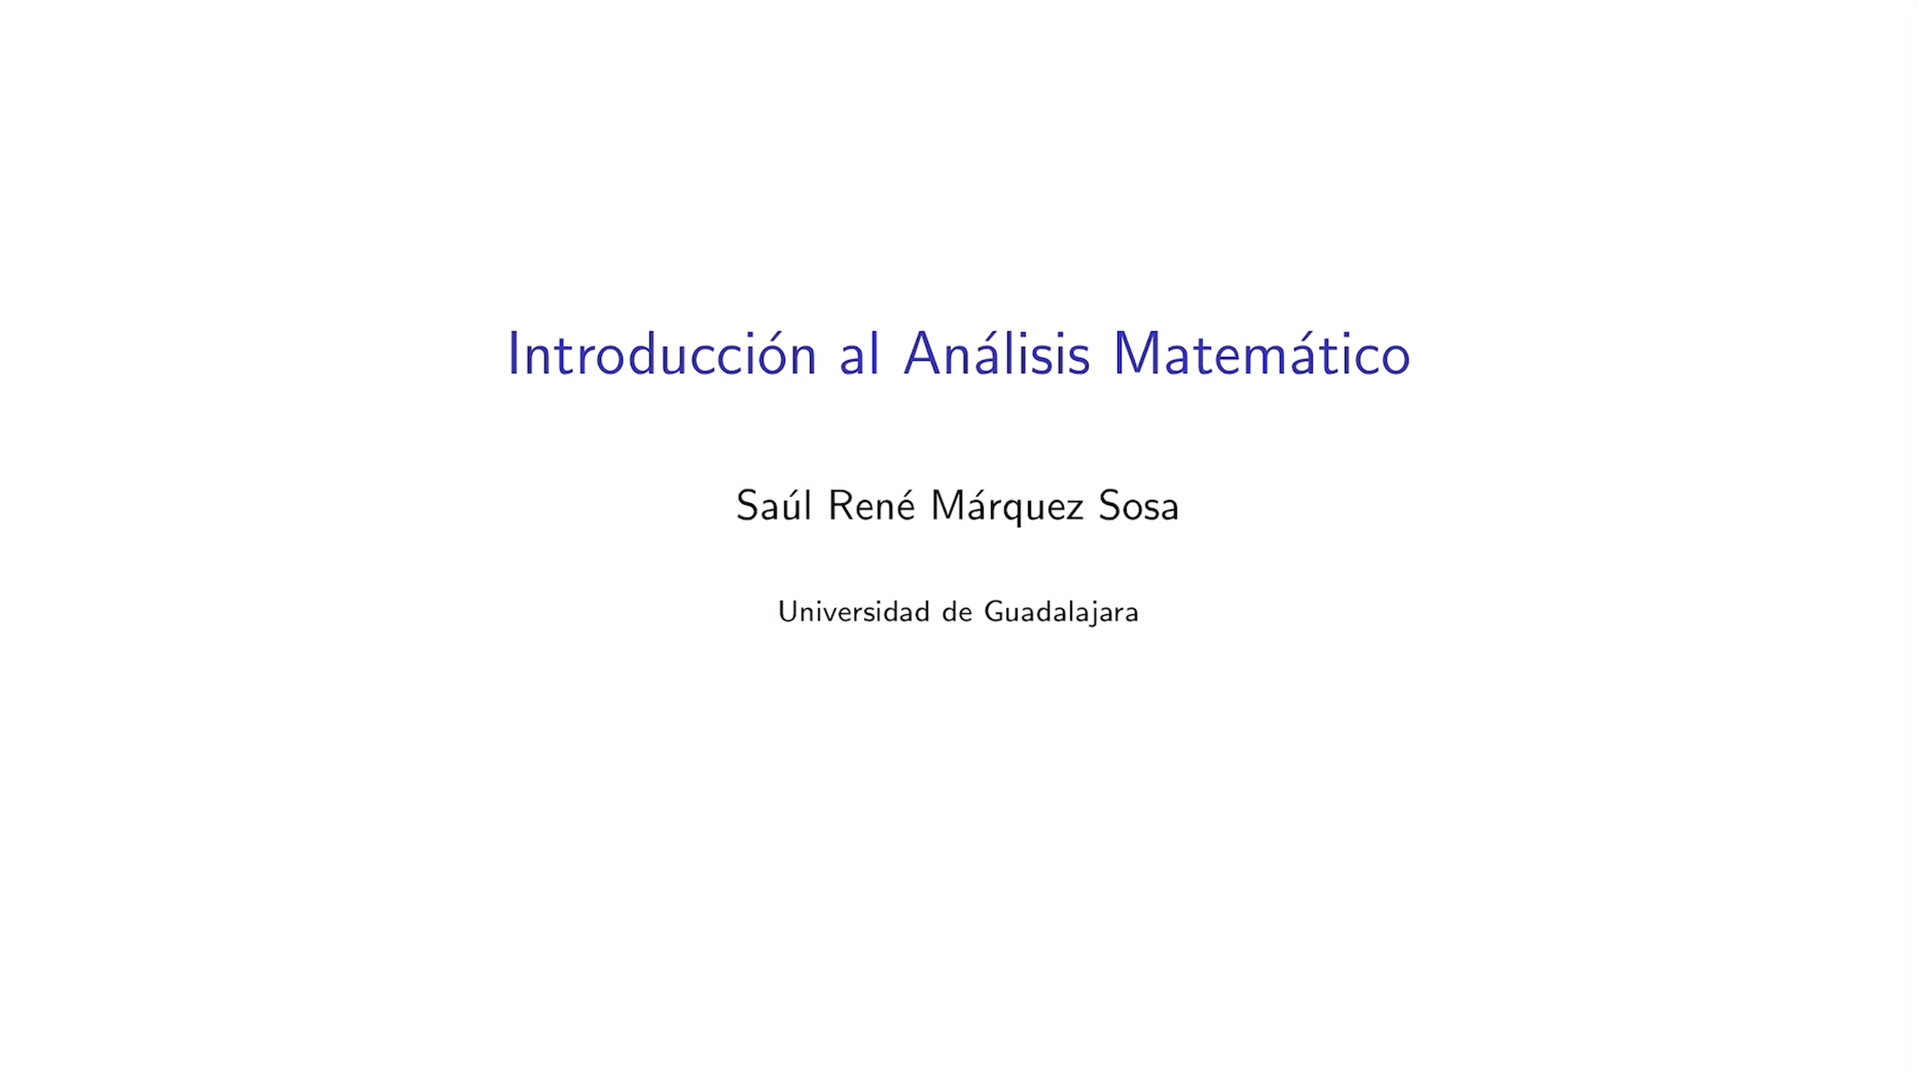 Introducción al Análisis Matemático
Saúl René Márquez Sosa
Universidad de Guadalajara